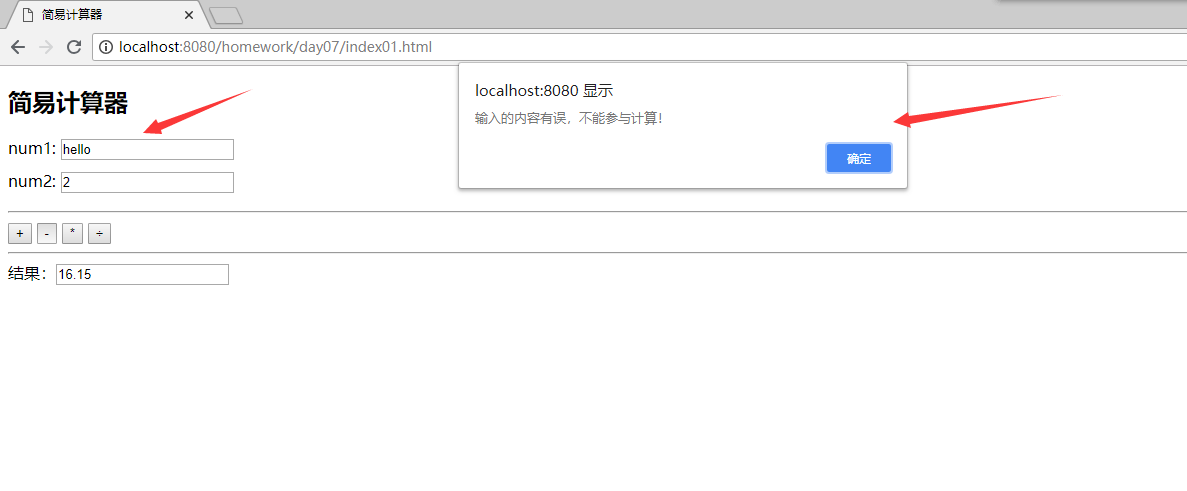 简易计算器
localhost:8080/homework/day07/index01.html
localhost:8080 显示
输入的内容有误，不能参与计算！
确定
简易计算器
num1: hello
num2: 2
+ - * ÷
结果：16.15